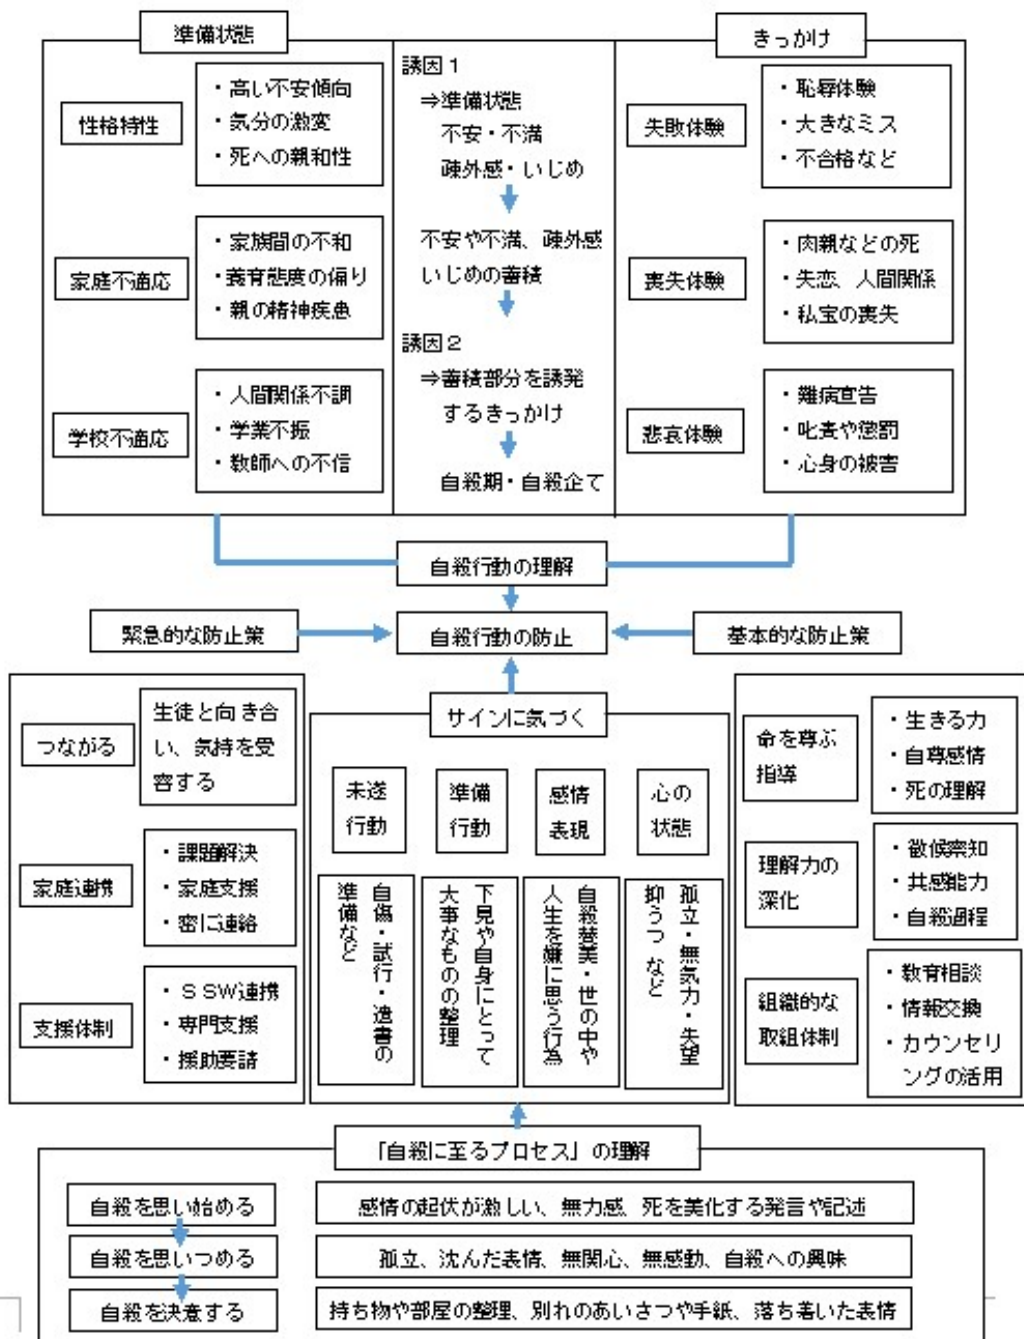 準備状態
性格特性
・高い不安傾向
・気分の激変
・死への親和性
家庭不適応
・家族間の不和
・養育態度の偏り
・親の精神疾患
学校不適応
・人間関係不調
・学業不振
・教師への不信
誘因1
⇒準備状態
不安・不満
疎外感・いじめ
不安や不満、疎外感
いじめの蓄積
誘因2
⇒蓄積部分を誘発
するきっかけ
自殺期・自殺企て
きっかけ
失敗体験
・恥辱体験
・大きなミス
・不合格など
喪失体験
・肉親などの死
・失恋、人間関係
・私宝の喪失
悲哀体験
・難病宣告
・叱責や懲罰
・心身の被害
自殺行動の理解
緊急的な防止策
自殺行動の防止
基本的な防止策
つながる
生徒と向き合
い、気持を受
容する
家庭連携
・課題解決
・家庭支援
・密に連絡
支援体制
・SSW連携
・専門支援
・援助要請
サインに気づく
未遂
行動
自傷・試行・遺書の
準備など
準備
行動
下見や自身にとって
大事なものの整理
感情
表現
自殺賛美・世の中や
人生を嫌に思う行為
心の
状態
孤立・無気力・失望
抑うつ など
命を尊ぶ
指導
・生きる力
・自尊感情
・死の理解
理解力の
深化
・徴候察知
・共感能力
・自殺過程
組織的な
取組体制
・教育相談
・情報交換
・カウンセリ
ングの活用
「自殺に至るプロセス」の理解
自殺を思い始める
感情の起伏が激しい、無力感、死を美化する発言や記述
自殺を思いつめる
孤立、沈んだ表情、無関心、無感動、自殺への興味
自殺を決意する
持ち物や部屋の整理、別れのあいさつや手紙、落ち着いた表情